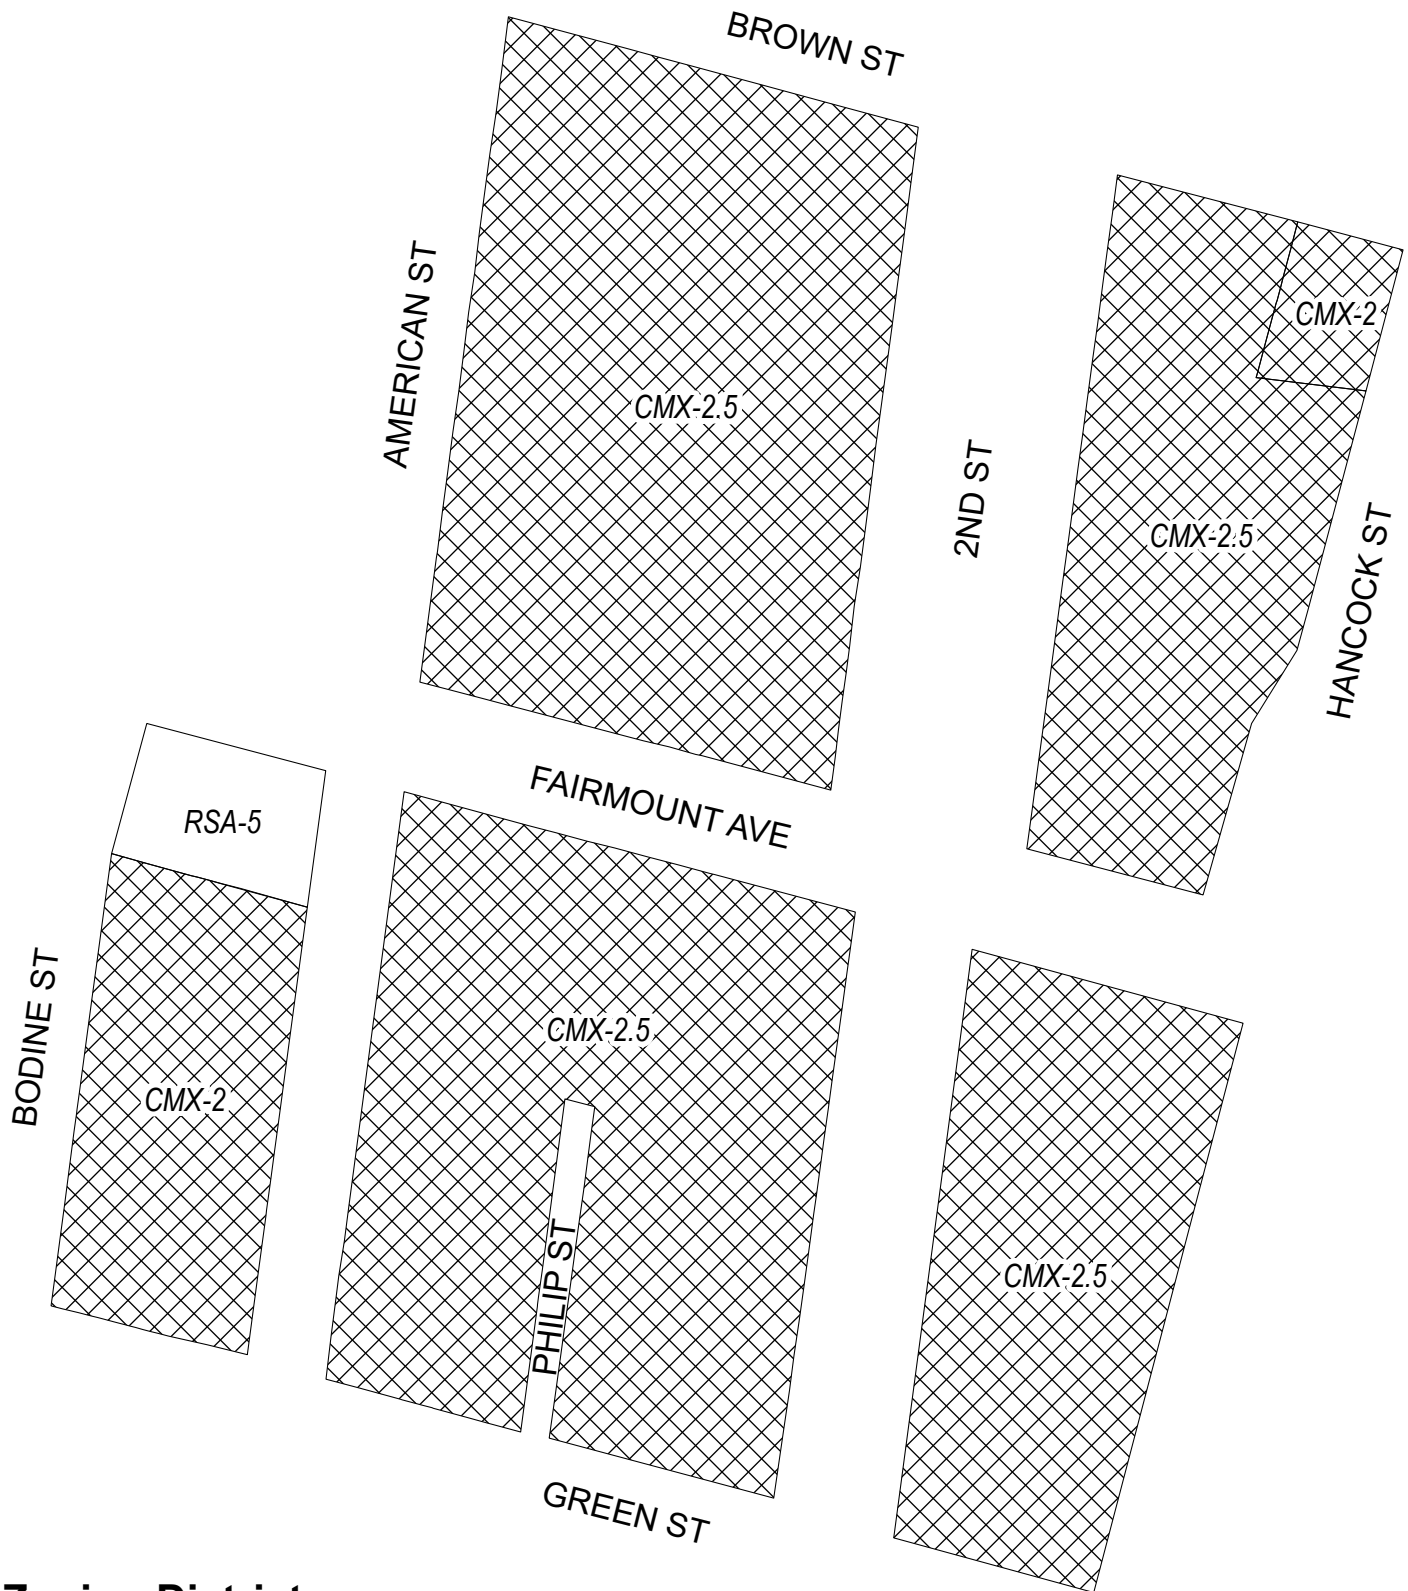 BROWN ST
AMERICAN ST
CMX-2
CMX-2.5
2ND ST
CMX-2.5
HANCOCK ST
FAIRMOUNT AVE
RSA-5
CMX-2.5
BODINE ST
CMX-2
PHILIP ST
CMX-2.5
GREEN ST